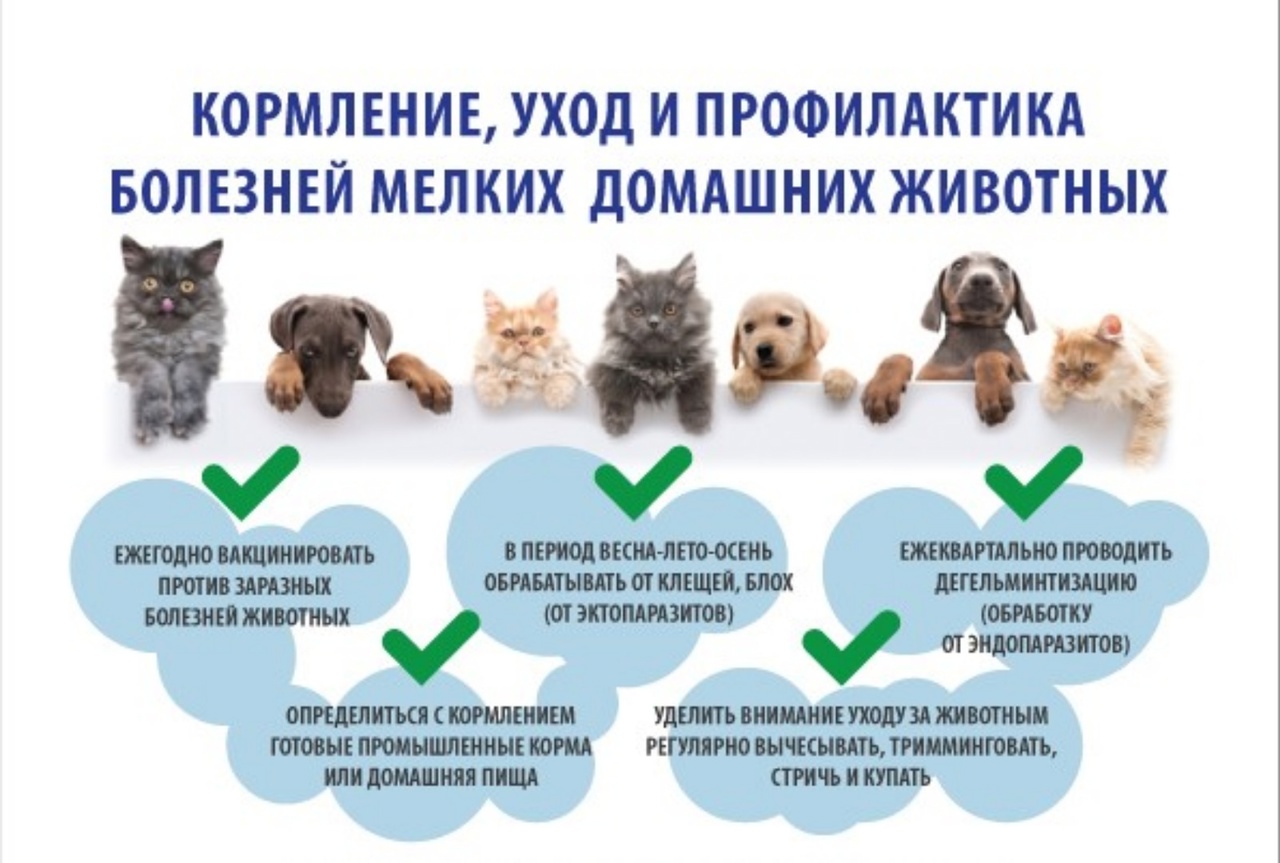 КОРМЛЕНИЕ, УХОД И ПРОФИЛАКТИКА
БОЛЕЗНЕЙ МЕЛКИХ ДОМАШНИХ ЖИВОТНЫХ
ЕЖЕГОДНО ВАКЦИНИРОВАТЬ
ПРОТИВ ЗАРАЗНЫХ
БОЛЕЗНЕЙ ЖИВОТНЫХ
В ПЕРИОД ВЕСНА-ЛЕТО-ОСЕНЬ
ОБРАБАТЫВАТЬ ОТ КЛЕЩЕЙ, БЛОХ
(ОТ ЭКТОПАРАЗИТОВ)
ЕЖЕКВАРТАЛЬНО ПРОВОДИТЬ
ДЕГЕЛЬМИНТИЗАЦИЮ
(ОБРАБОТКУ
ОТ ЭНДОПАРАЗИТОВ)
ОПРЕДЕЛИТЬСЯ С КОРМЛЕНИЕМ
ГОТОВЫЕ ПРОМЫШЛЕННЫЕ КОРМА
ИЛИ ДОМАШНЯЯ ПИЩА
УДЕЛИТЬ ВНИМАНИЕ УХОДУ ЗА ЖИВОТНЫМ
РЕГУЛЯРНО ВЫЧЕСЫВАТЬ, ТРИММИНГОВАТЬ,
СТРИЧЬ И КУПАТЬ